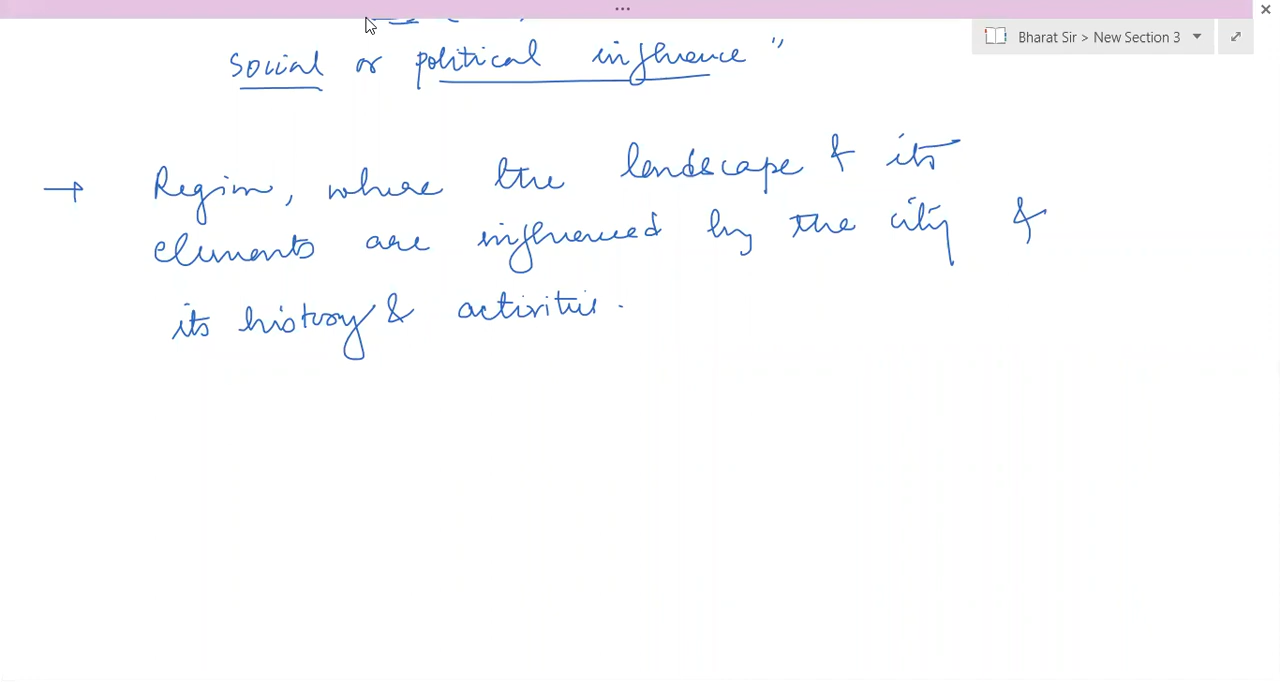 ...
Bharat Sir > New Section 3
social or political influence"
→ Region, where the landscape & its
elements are influenced by the city &
its history & activities.